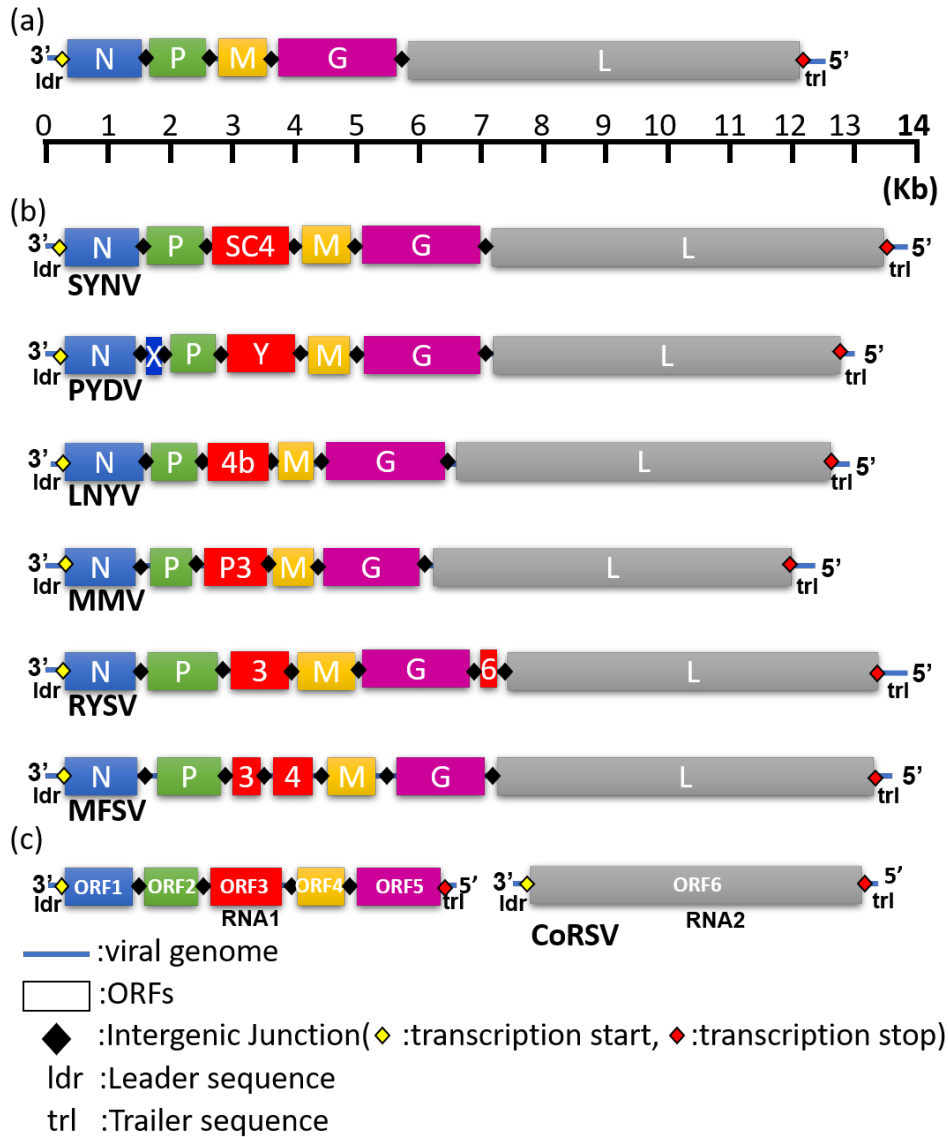 (a)
3' N P M G L 5'
ldr trl
0 1 2 3 4 5 6 7 8 9 10 11 12 13 14
(Kb)
(b)
3' N P SC4 M G L 5'
ldr trl
SYNV
3' N X P Y M G L 5'
ldr trl
PYDV
3' N P 4b M G L 5'
ldr trl
LNYV
3' N P P3 M G L 5'
ldr trl
MMV
3' N P 3 M G 6 L 5'
ldr trl
RYSV
3' N P 3 4 M G L 5'
ldr trl
MFSV
(c)
3' ORF1 ORF2 ORF3 ORF4 ORF5 5' 3' ORF6 5'
ldr trl ldr trl
RNA1 CoRSV RNA2
:viral genome
:ORFs
:Intergenic Junction( :transcription start, :transcription stop)
ldr :Leader sequence
trl :Trailer sequence